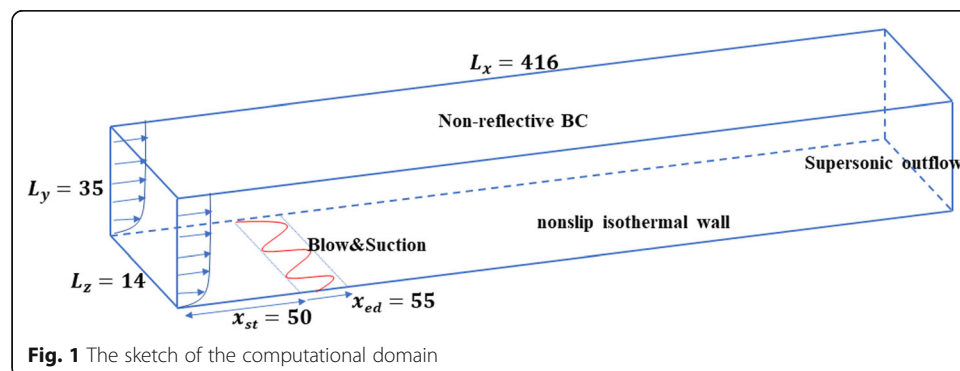 L_x = 416
Non-reflective BC
Supersonic outflow
L_y = 35
nonslip isothermal wall
Blow&Suction
L_z = 14
x_ed = 55
x_st = 50
Fig. 1 The sketch of the computational domain